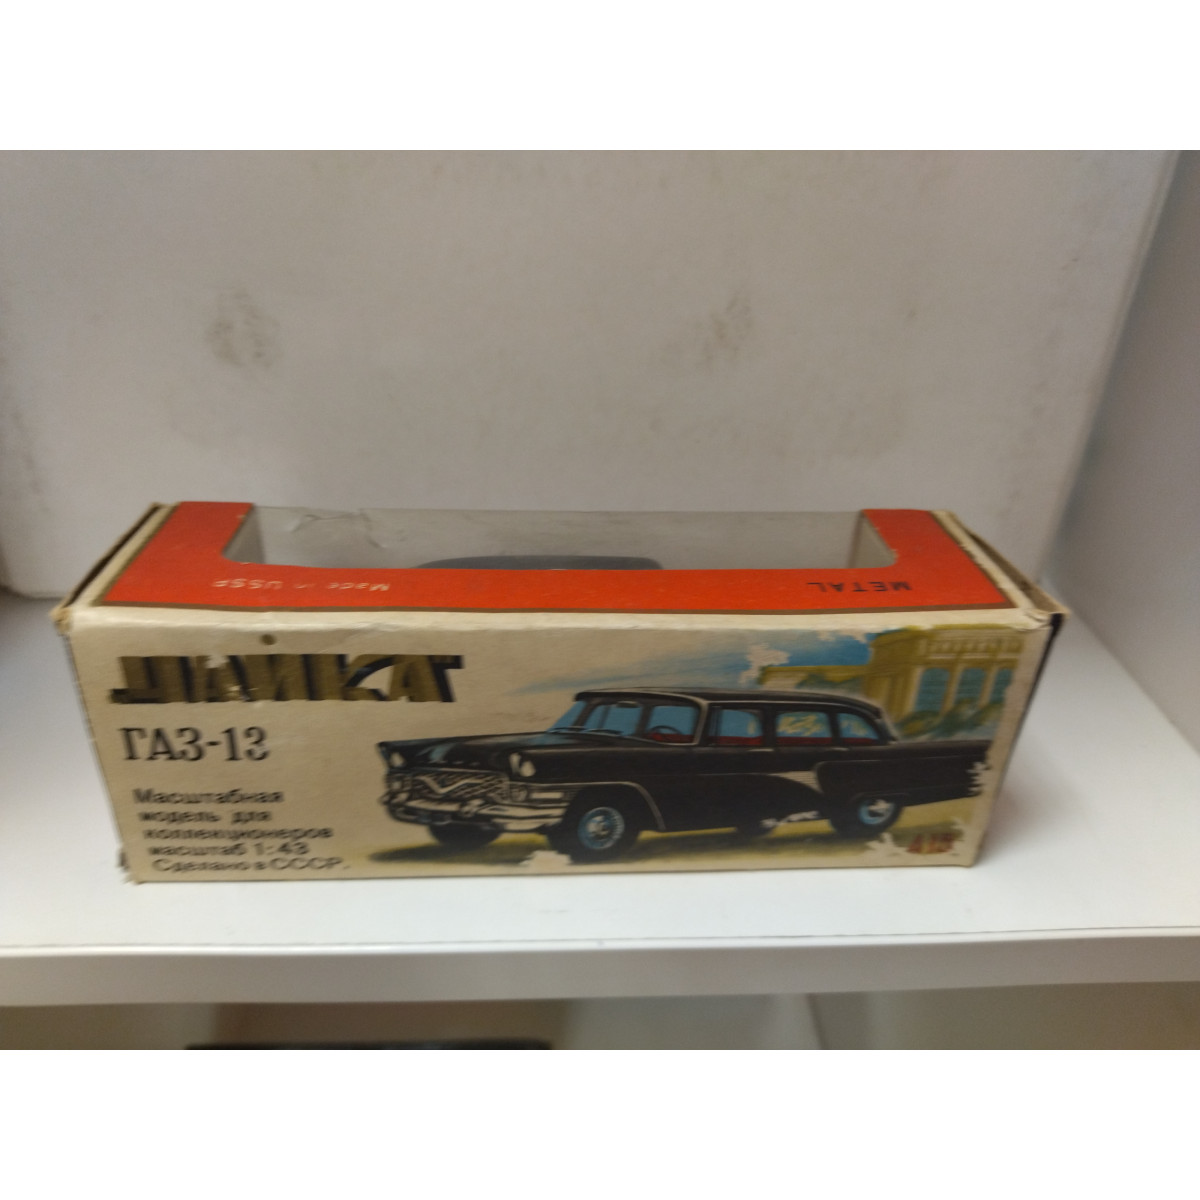 Made in USSR
METAL
ЧАЙКА
ГАЗ-13
Масштабная
модель для
коллекционеров
масштаб 1:43
Сделано в СССР.